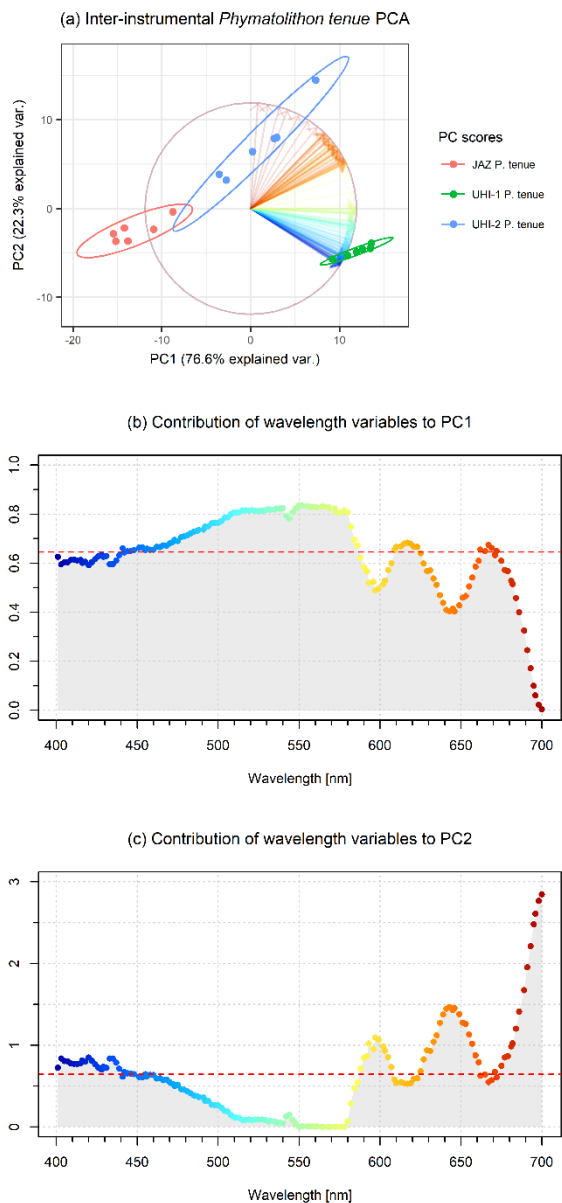 (a) Inter-instrumental Phymatolithon tenue PCA
PC2 (22.3% explained var.)
10
0
-10
-20
-10
0
10
PC1 (76.6% explained var.)
PC scores
JAZ P. tenue
UHI-1 P. tenue
UHI-2 P. tenue
(b) Contribution of wavelength variables to PC1
1.0
0.8
0.6
0.4
0.2
0.0
400
450
500
550
600
650
700
Wavelength [nm]
(c) Contribution of wavelength variables to PC2
3
2
1
0
400
450
500
550
600
650
700
Wavelength [nm]